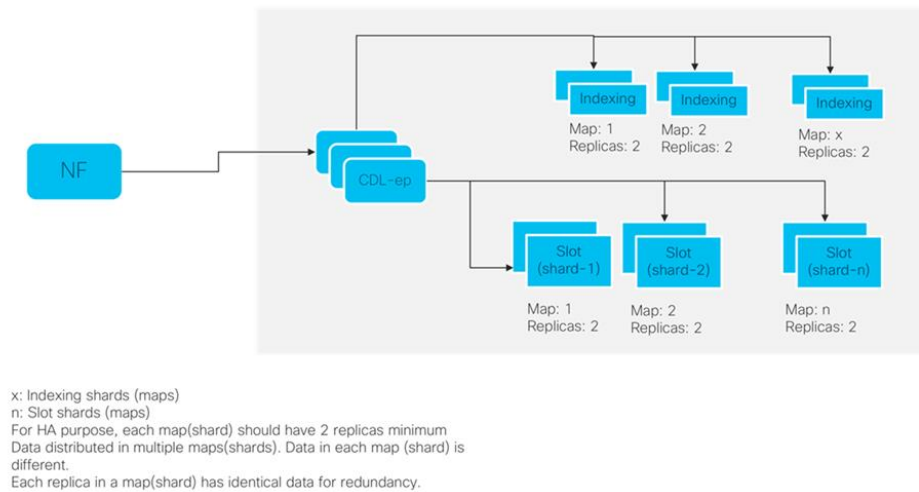 Indexing
Indexing
Indexing
Map: 1
Replicas: 2
Map: 2
Replicas: 2
Map: x
Replicas: 2
NF
CDL-ep
Slot
(shard-1)
Slot
(shard-2)
Slot
(shard-n)
Map: 1
Replicas: 2
Map: 2
Replicas: 2
Map: n
Replicas: 2
x: Indexing shards (maps)
n: Slot shards (maps)
For HA purpose, each map(shard) should have 2 replicas minimum
Data distributed in multiple maps(shards). Data in each map (shard) is
different.
Each replica in a map(shard) has identical data for redundancy.